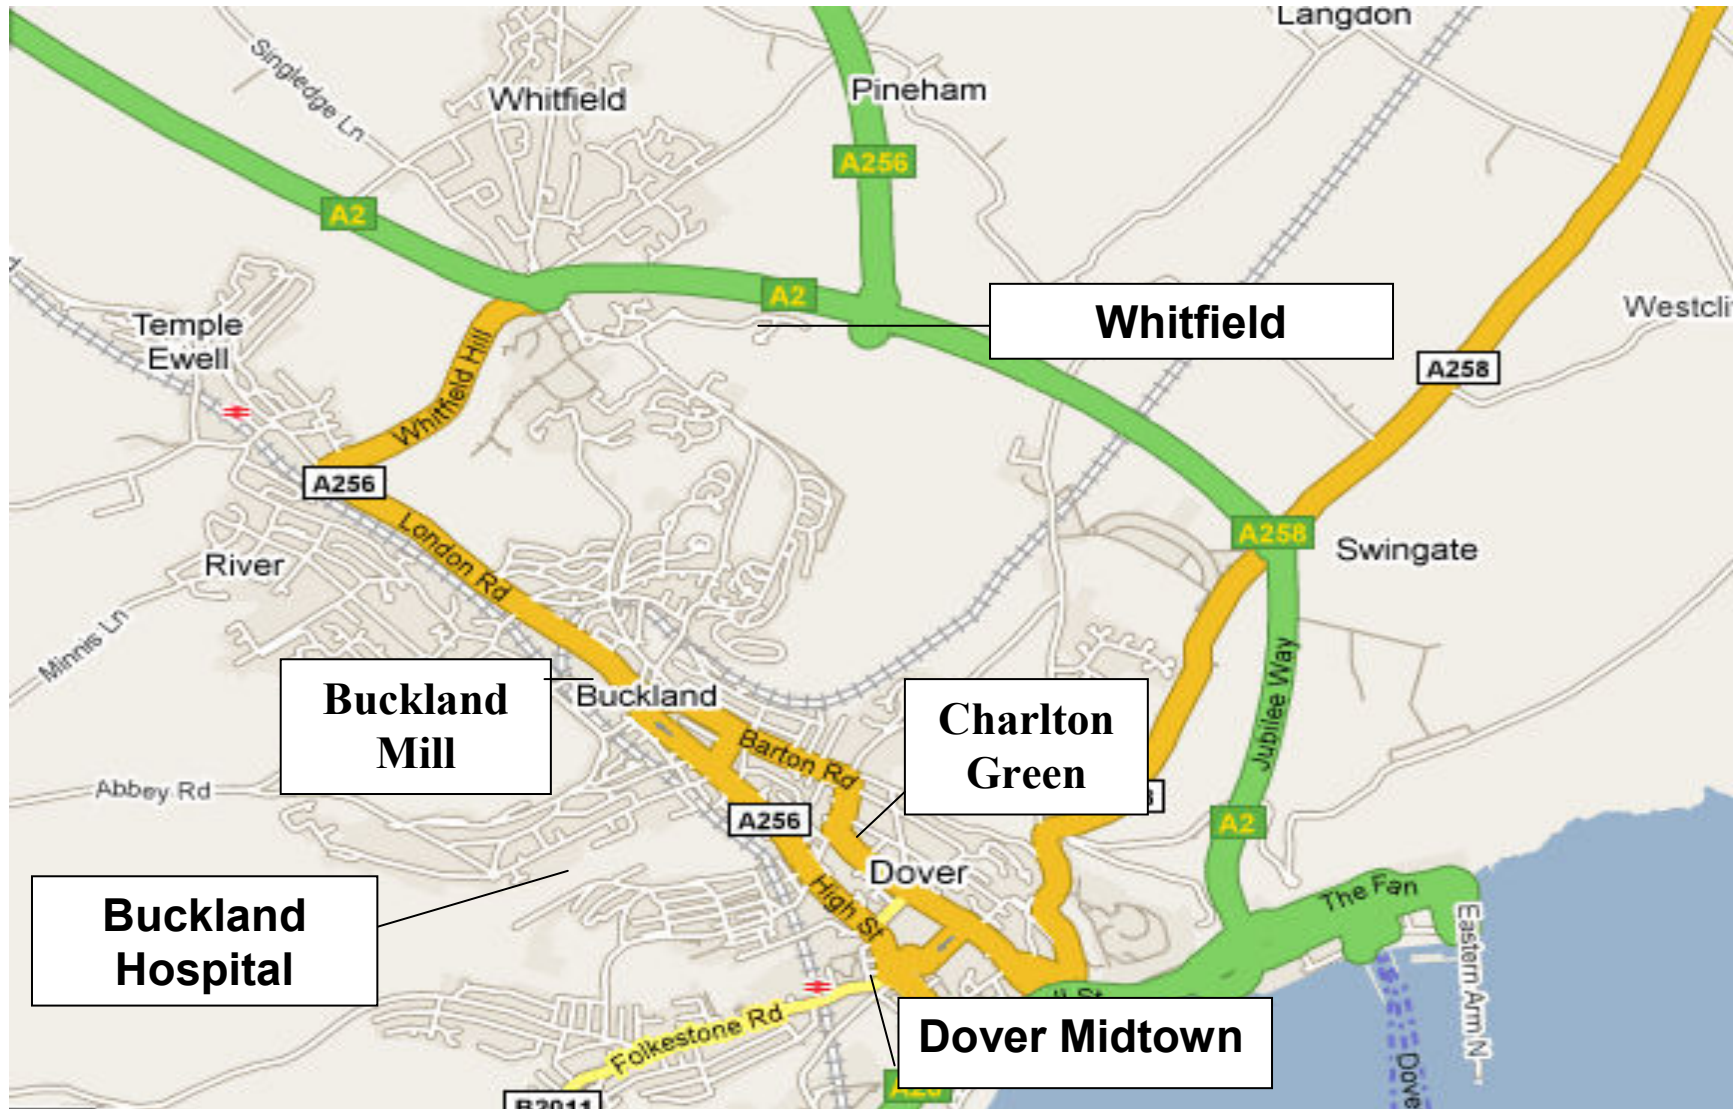 Langdon
Singledge Ln
Whitfield
Pineham
A256
A2
A2
Whitfield
Westcli
Temple
Ewell
Whitfield Hill
A258
A256
London Rd
A258
Swingate
River
Minnis Ln
Jubilee Way
Buckland
Mill
Buckland
Charlton
Green
Barton Rd
Abbey Rd
A256
A2
Dover
High St
The Fan
Buckland
Hospital
Eastern Arm N
St
Dover Midtown
Folkestone Rd
Dove
B2011